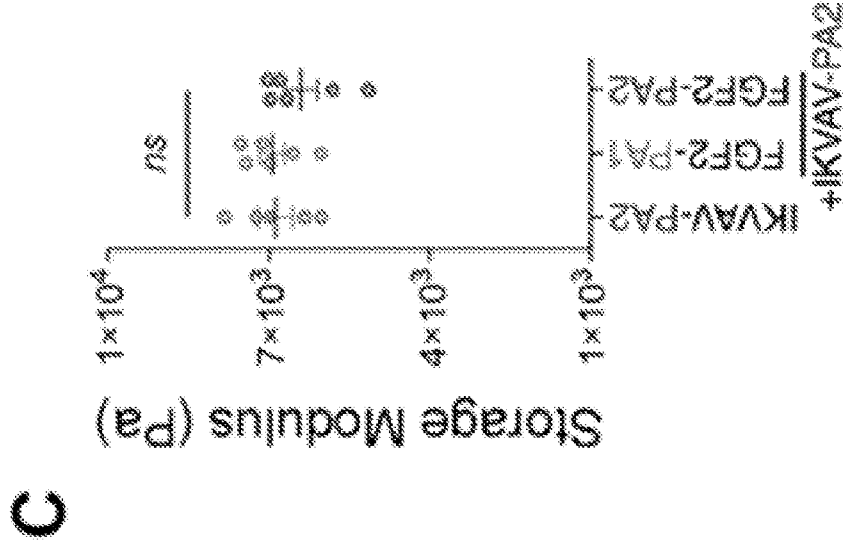 C
ns
1×10⁴
7×10³
4×10³
1×10³
Storage Modulus (Pa)
IKVAV-PA2
FGF2-PA1
FGF2-PA2
+IKVAV-PA2